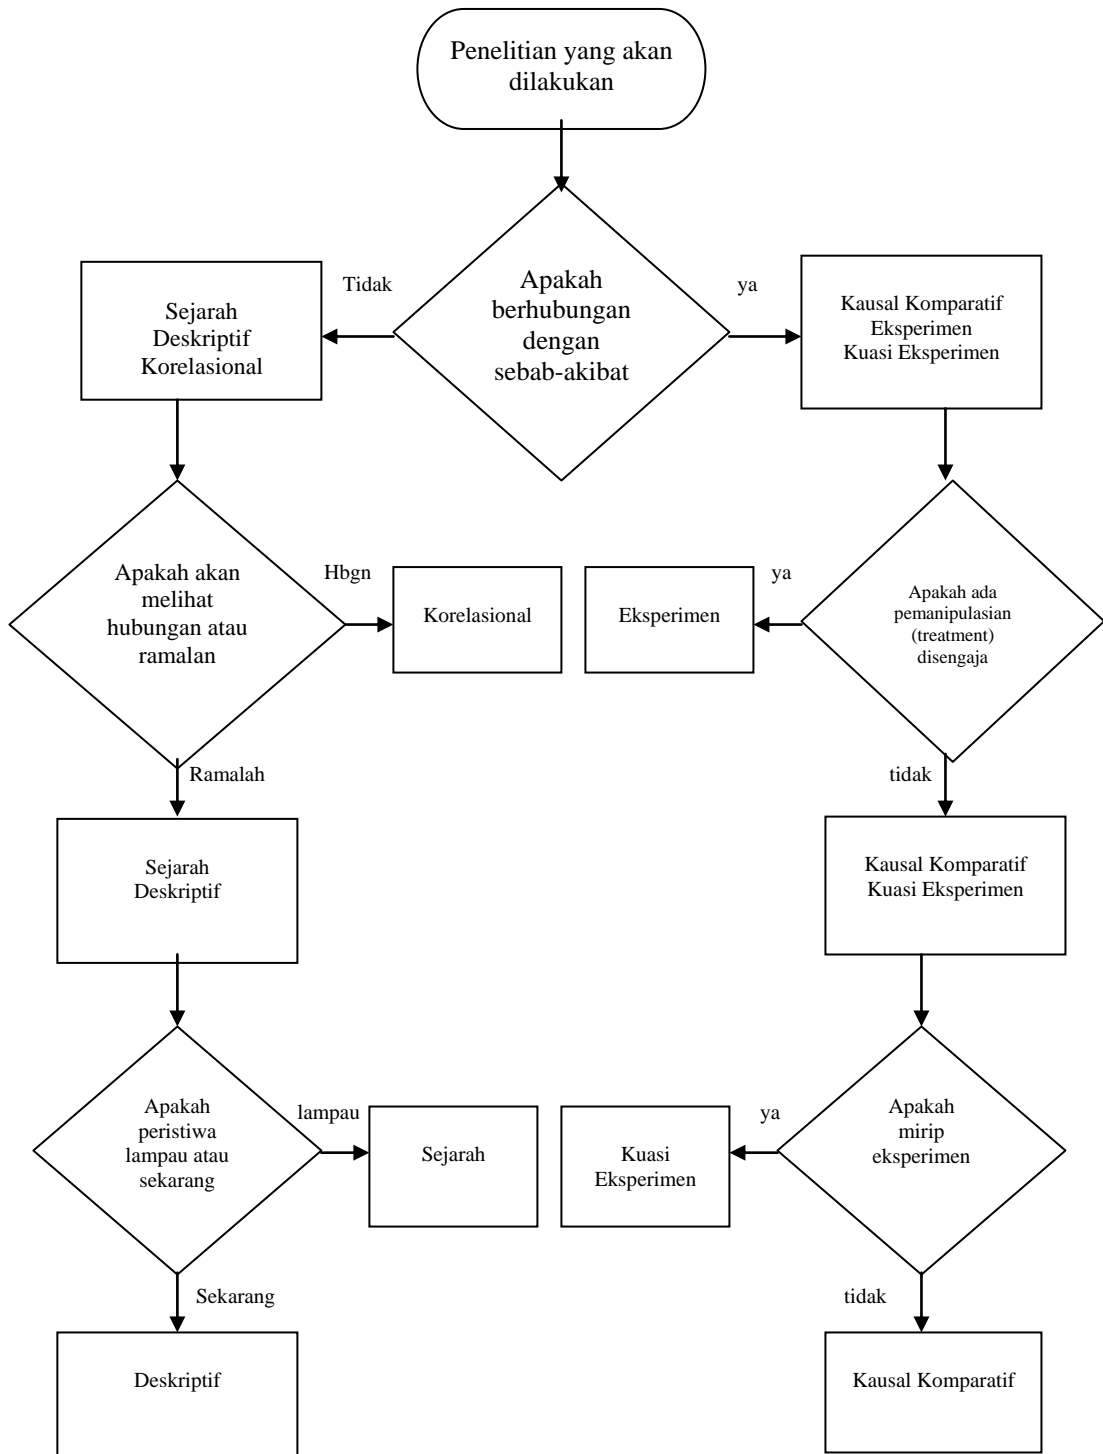 Penelitian yang akan
dilakukan
Tidak
Apakah
berhubungan
dengan
sebab-akibat
ya
Sejarah
Deskriptif
Korelasional
Kausal Komparatif
Eksperimen
Kuasi Eksperimen
Apakah akan
melihat
hubungan atau
ramalan
Hbgn
Korelasional
Eksperimen
ya
Apakah ada
pemanipulasian
(treatment)
disengaja
Ramalah
tidak
Sejarah
Deskriptif
Kausal Komparatif
Kuasi Eksperimen
Apakah
peristiwa
lampau atau
sekarang
lampau
Sejarah
Kuasi
Eksperimen
ya
Apakah
mirip
eksperimen
Sekarang
tidak
Deskriptif
Kausal Komparatif